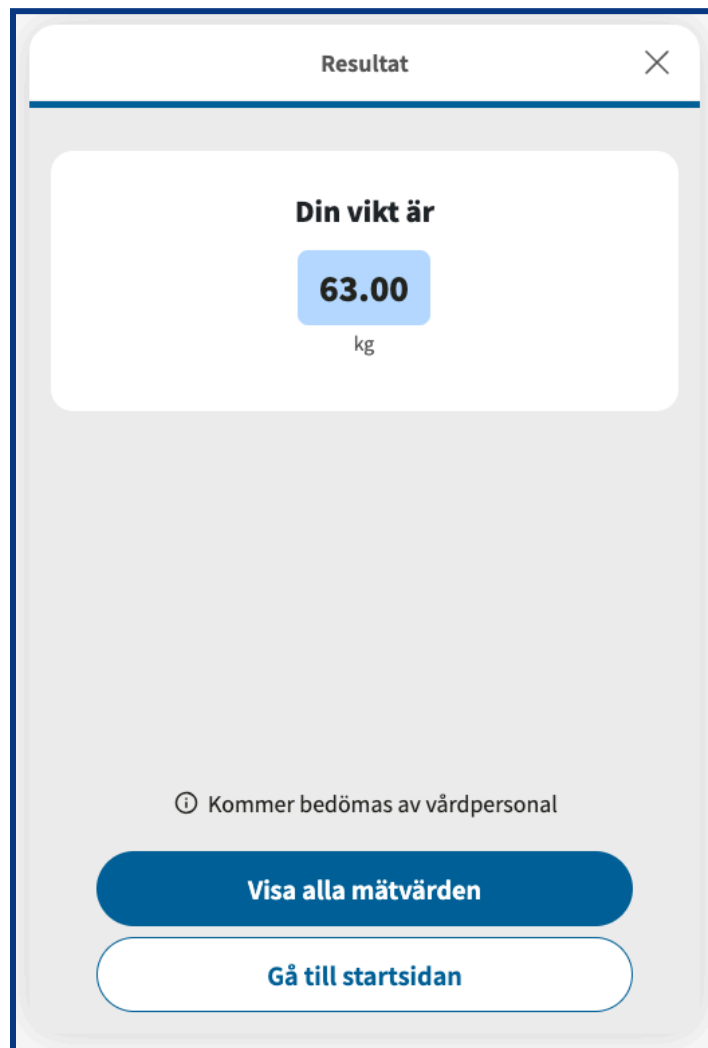 Resultat
Din vikt är
63.00
kg
Kommer bedömas av vårdpersonal
Visa alla mätvärden
Gå till startsidan